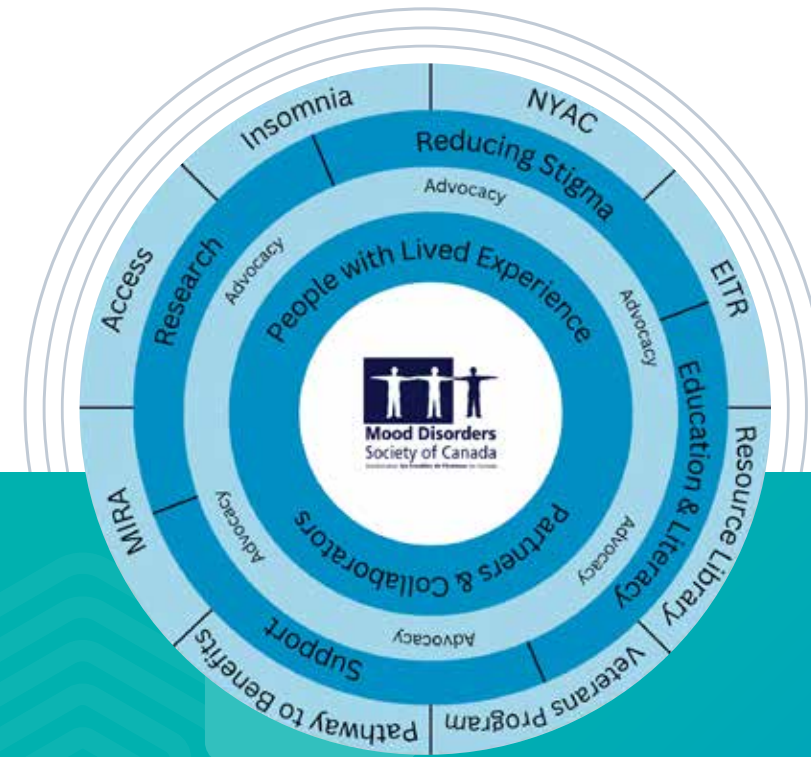 Insomnia
NYAC
EITR
Resource Library
Veterans Program
Pathway to Benefits
MIRA
Access
Reducing Stigma
Education & Literacy
Support
Research
Advocacy
Advocacy
Advocacy
Advocacy
Advocacy
Advocacy
People with Lived Experience
Partners & Collaborators
Mood Disorders
Society of Canada